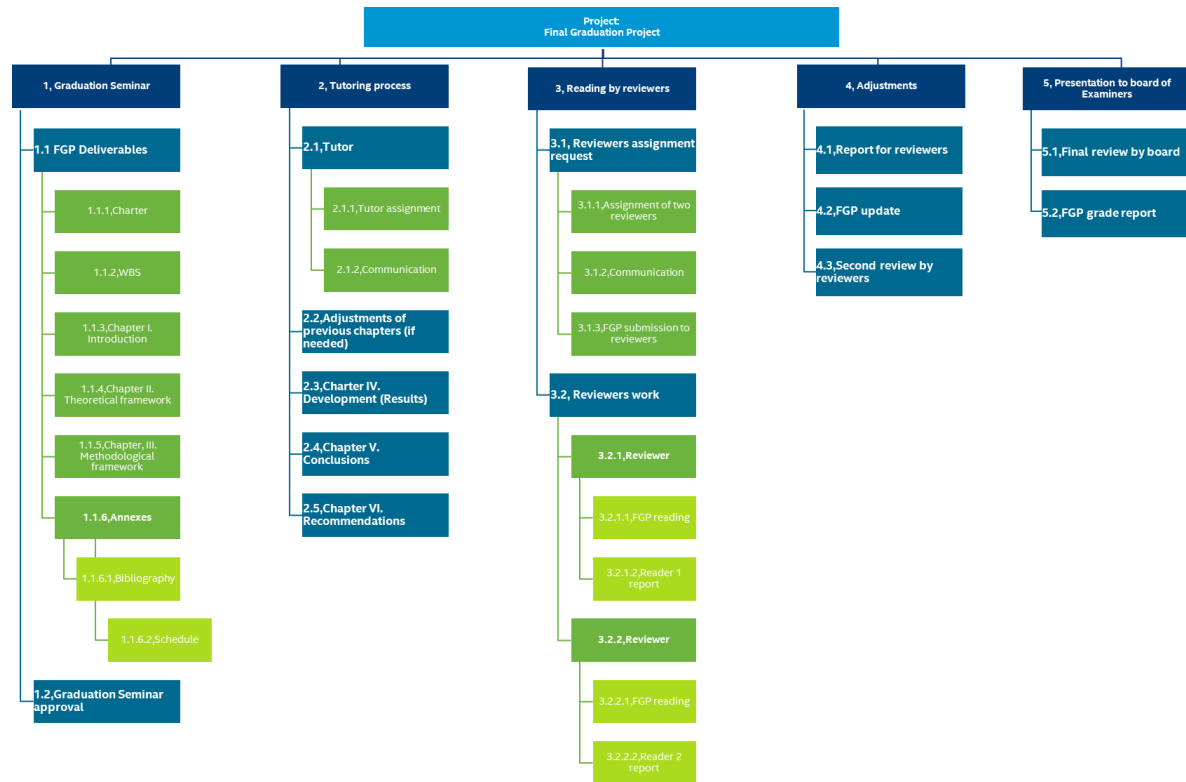 Project:
Final Graduation Project
1, Graduation Seminar
1.1 FGP Deliverables
1.1.1,Charter
1.1.2,WBS
1.1.3,Chapter I.
Introduction
1.1.4,Chapter II.
Theoretical framework
1.1.5,Chapter, III.
Methodological
framework
1.1.6,Annexes
1.1.6.1,Bibliography
1.1.6.2,Schedule
1.2,Graduation Seminar
approval
2, Tutoring process
2.1,Tutor
2.1.1,Tutor assignment
2.1.2,Communication
2.2,Adjustments of
previous chapters (if
needed)
2.3,Charter IV.
Development (Results)
2.4,Chapter V.
Conclusions
2.5,Chapter VI.
Recommendations
3, Reading by reviewers
3.1, Reviewers assignment
request
3.1.1,Assignment of two
reviewers
3.1.2,Communication
3.1.3,FGP submission to
reviewers
3.2, Reviewers work
3.2.1,Reviewer
3.2.1.1,FGP reading
3.2.1.2,Reader 1
report
3.2.2,Reviewer
3.2.2.1,FGP reading
3.2.2.2,Reader 2
report
4, Adjustments
4.1,Report for reviewers
4.2,FGP update
4.3,Second review by
reviewers
5, Presentation to board of
Examiners
5.1,Final review by board
5.2,FGP grade report